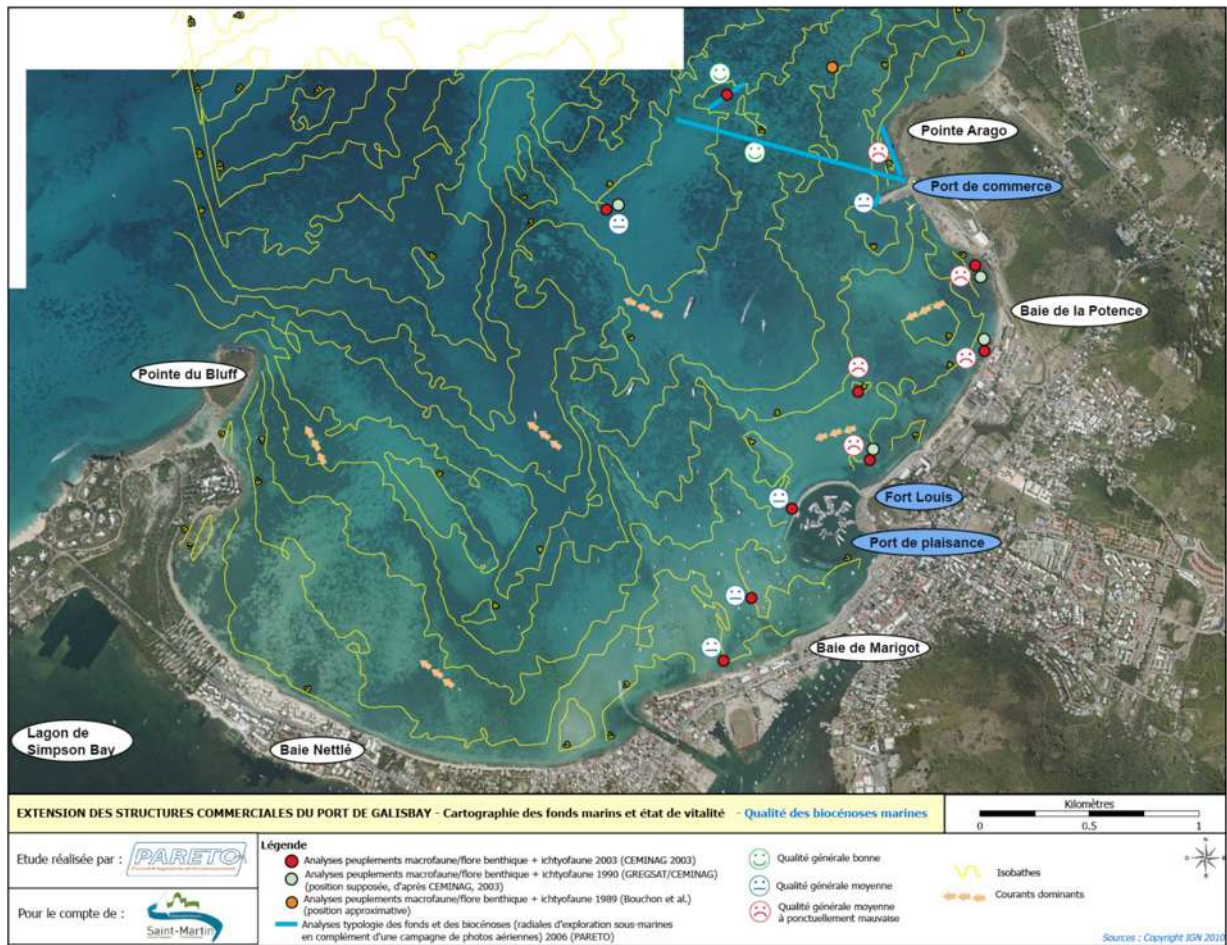 Pointe Arago
Port de commerce
Baie de la Potence
Pointe du Bluff
Fort Louis
Port de plaisance
Baie de Marigot
Lagon de
Simpson Bay
Baie Nettlé
EXTENSION DES STRUCTURES COMMERCIALES DU PORT DE GALISBAY - Cartographie des fonds marins et état de vitalité - Qualité des biocénoses marines
Kilomètres
0 0,5 1
Etude réalisée par :
PARETO
Pour le compte de :
Saint-Martin
Légende
Analyses peuplements macrofaune/flore benthique + ichtyofaune 2003 (CEMINAG 2003)
Analyses peuplements macrofaune/flore benthique + ichtyofaune 1990 (GREGSAT/CEMINAG)
(position supposée, d'après CEMINAG, 2003)
Analyses peuplements macrofaune/flore benthique + ichtyofaune 1989 (Bouchon et al.)
(position approximative)
Analyses typologie des fonds et des biocénoses (radiales d'exploration sous-marines
en complément d'une campagne de photos aériennes) 2006 (PARETO)
Qualité générale bonne
Qualité générale moyenne
Qualité générale moyenne
à ponctuellement mauvaise
Isobathes
Courants dominants
Sources : Copyright IGN 2010